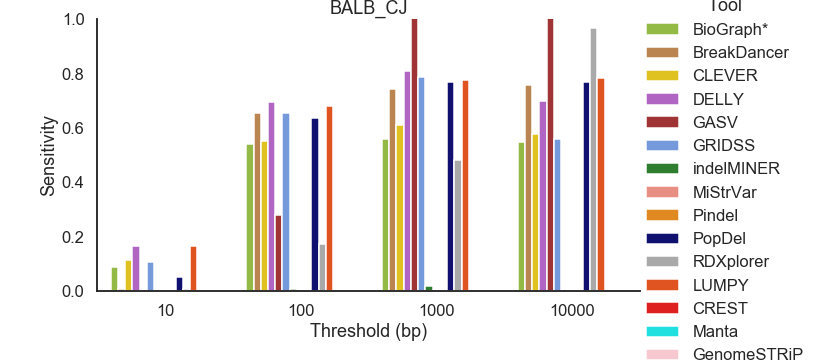 BALB_CJ
Tool
1.0
0.8
0.6
0.4
0.2
0.0
Sensitivity
10
100
1000
10000
Threshold (bp)
BioGraph*
BreakDancer
CLEVER
DELLY
GASV
GRIDSS
indelMINER
MiStrVar
Pindel
PopDel
RDXplorer
LUMPY
CREST
Manta
GenomeSTRiP